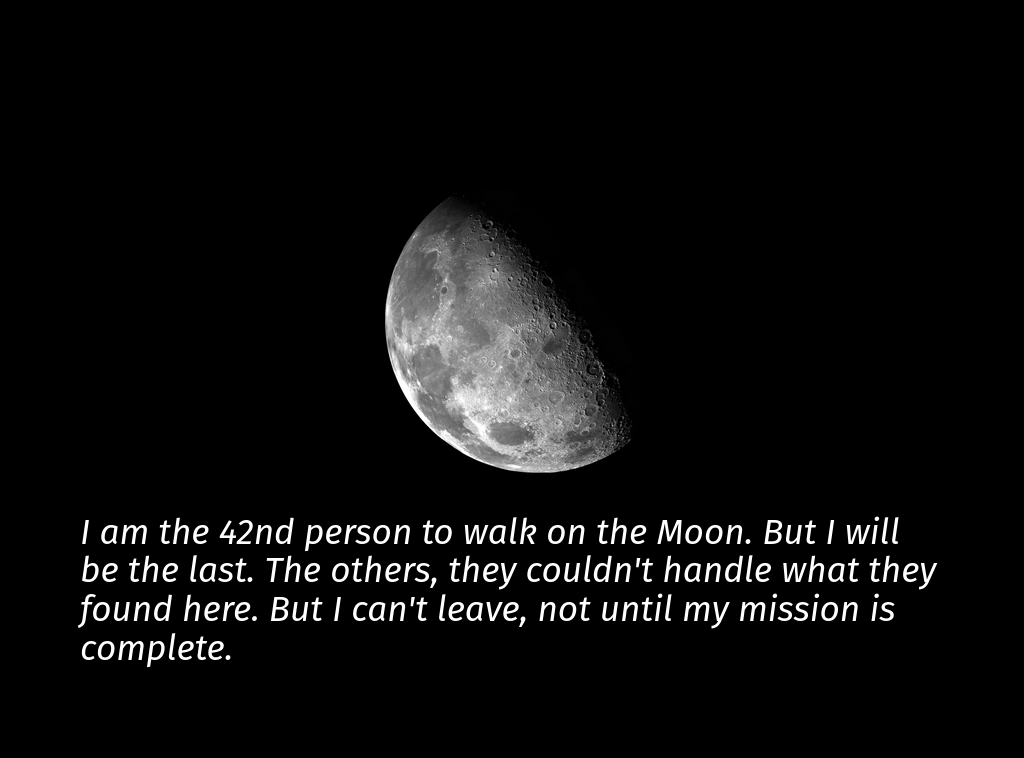 I am the 42nd person to walk on the Moon. But I will
be the last. The others, they couldn't handle what they
found here. But I can't leave, not until my mission is
complete.